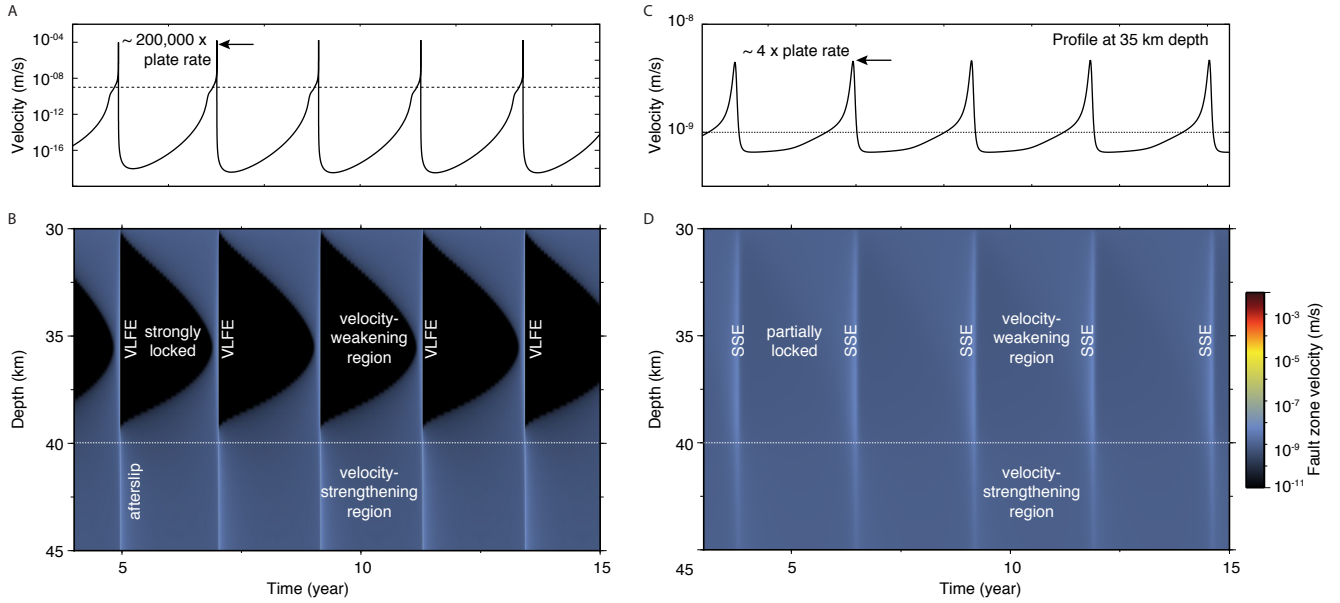 A
Velocity (m/s)
10-04
10-08
10-12
10-16
~ 200,000 x
plate rate
C
Velocity (m/s)
10-8
10-9
~ 4 x plate rate
Profile at 35 km depth
B
Depth (km)
30
35
40
45
VLFE
strongly
locked
VLFE
velocity-
weakening
region
VLFE
VLFE
afterslip
velocity-
strengthening
region
5
10
15
Time (year)
D
Depth (km)
30
35
40
45
SSE
partially
locked
SSE
SSE
velocity-
weakening
region
SSE
SSE
velocity-
strengthening
region
5
10
15
Time (year)
10-3
10-5
10-7
10-9
10-11
Fault zone velocity (m/s)